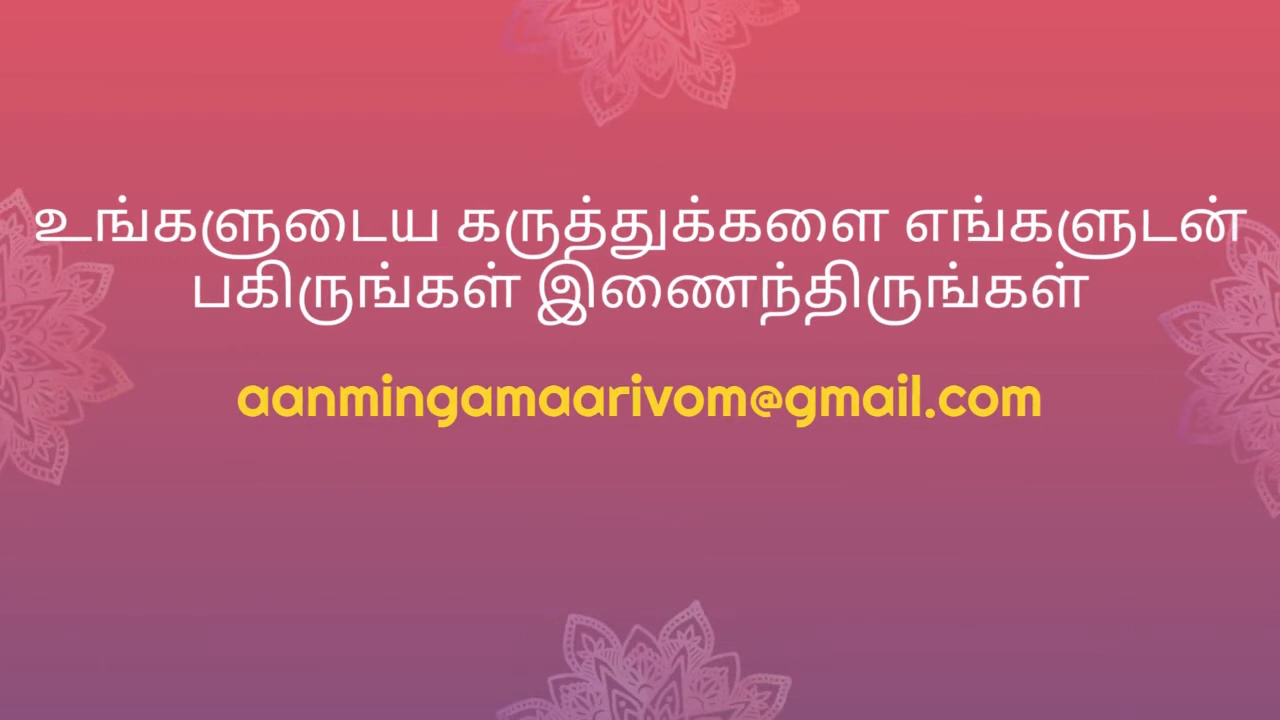 உங்களுடைய கருத்துக்களை எங்களுடன்
பகிருங்கள் இணைந்திருங்கள்
aanmingamaarivom@gmail.com